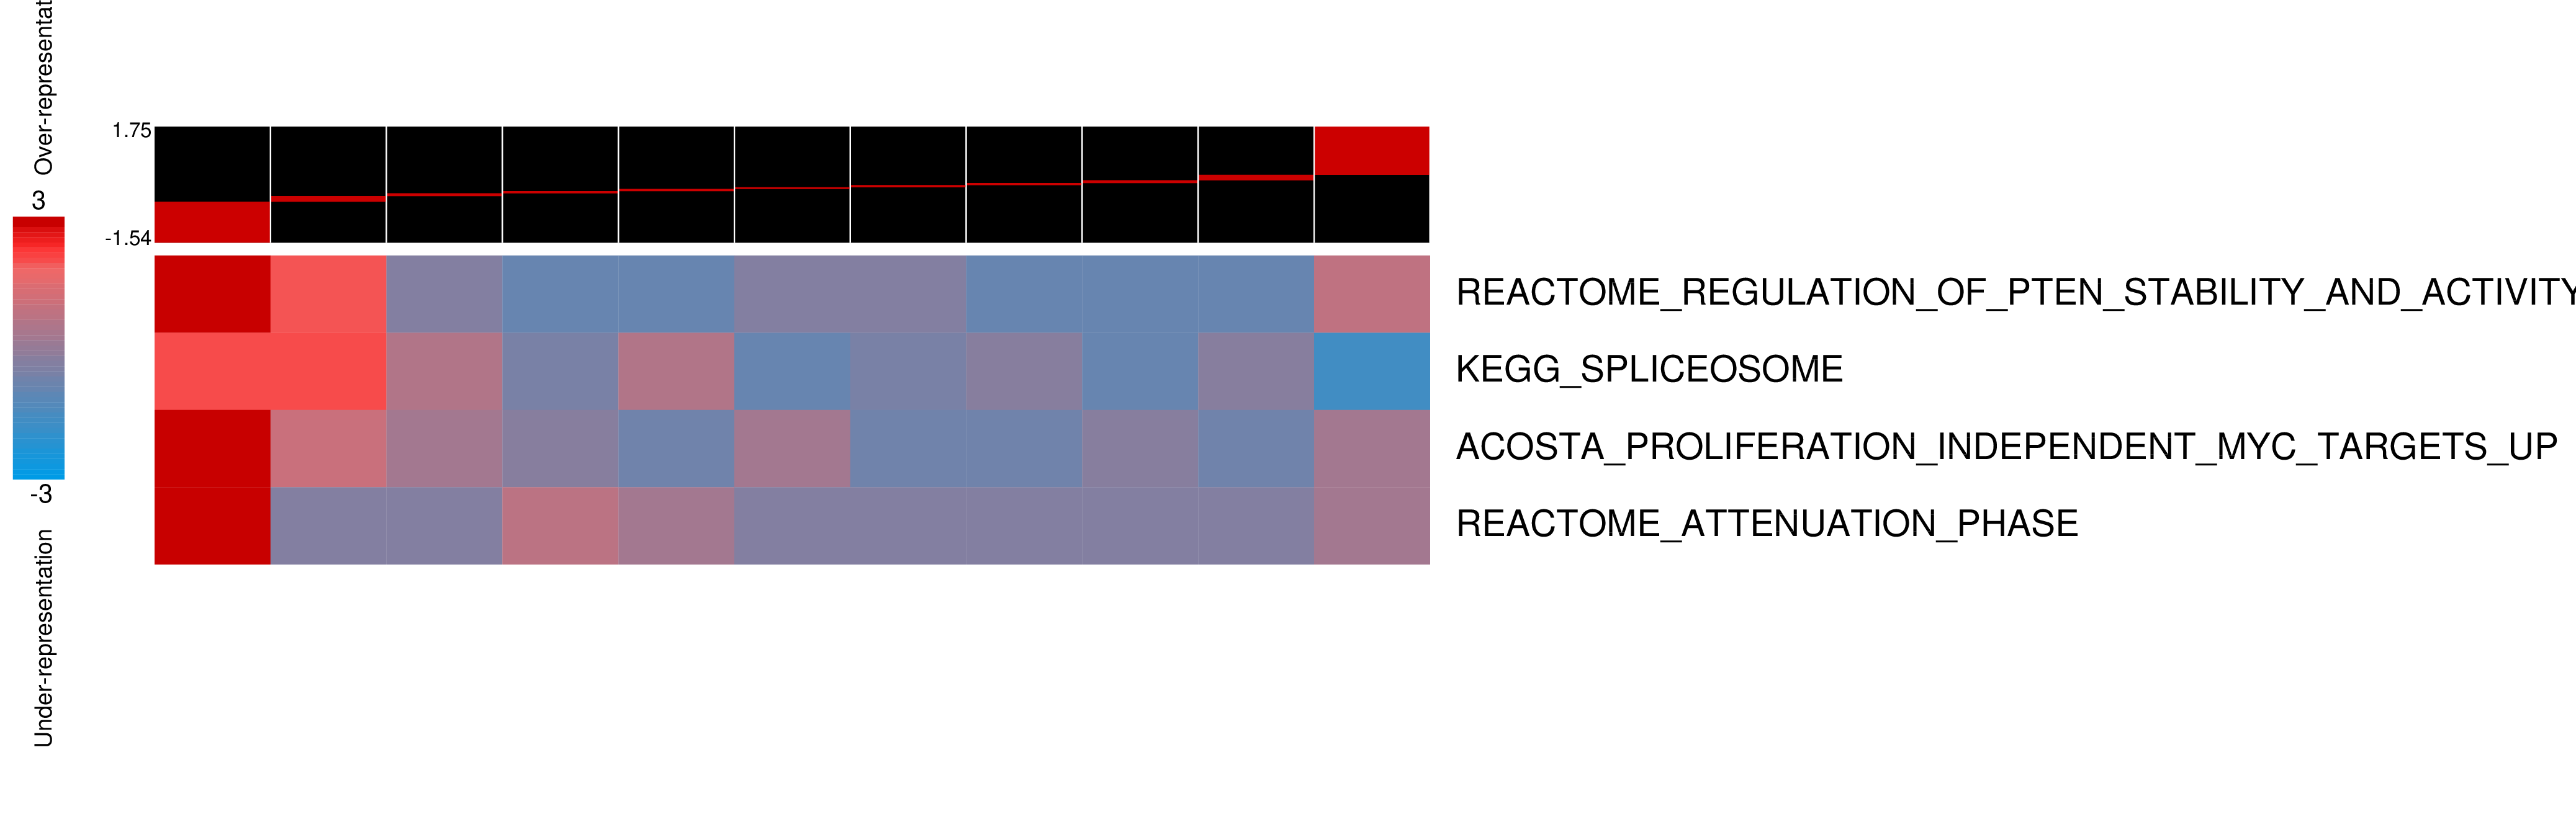 Over-representat
3
-3
Under-representation
1.75
-1.54
REACTOME_REGULATION_OF_PTEN_STABILITY_AND_ACTIVITY
KEGG_SPLICEOSOME
ACOSTA_PROLIFERATION_INDEPENDENT_MYC_TARGETS_UP
REACTOME_ATTENUATION_PHASE